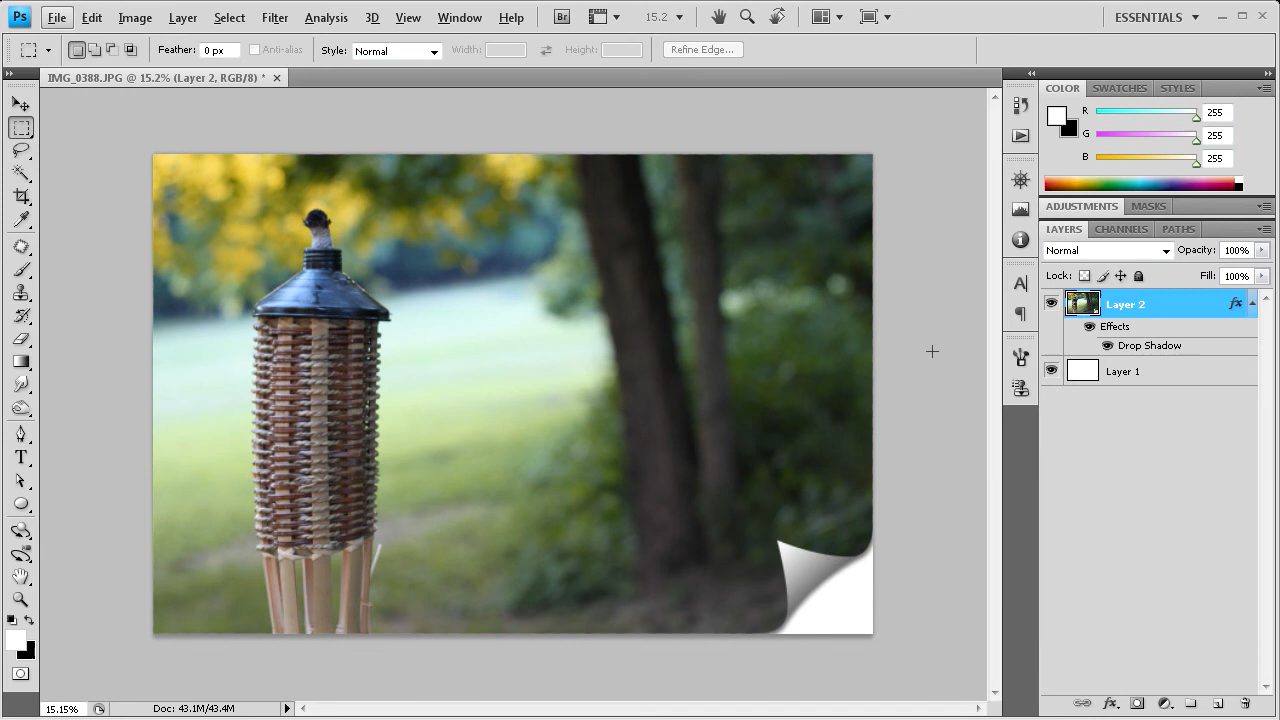 Ps File Edit Image Layer Select Filter Analysis 3D View Window Help Br 15.2 ESSENTIALS
Feather: 0 px Anti-alias Style: Normal Width: Height: Refine Edge...
IMG_0388.JPG @ 15.2% (Layer 2, RGB/8) *
COLOR SWATCHES STYLES
R 255
G 255
B 255
ADJUSTMENTS MASKS
LAYERS CHANNELS PATHS
Normal Opacity: 100%
Lock: Fill: 100%
Layer 2 fx
Effects
Drop Shadow
Layer 1
T
A
15.15% Doc: 43.1M/43.4M fx